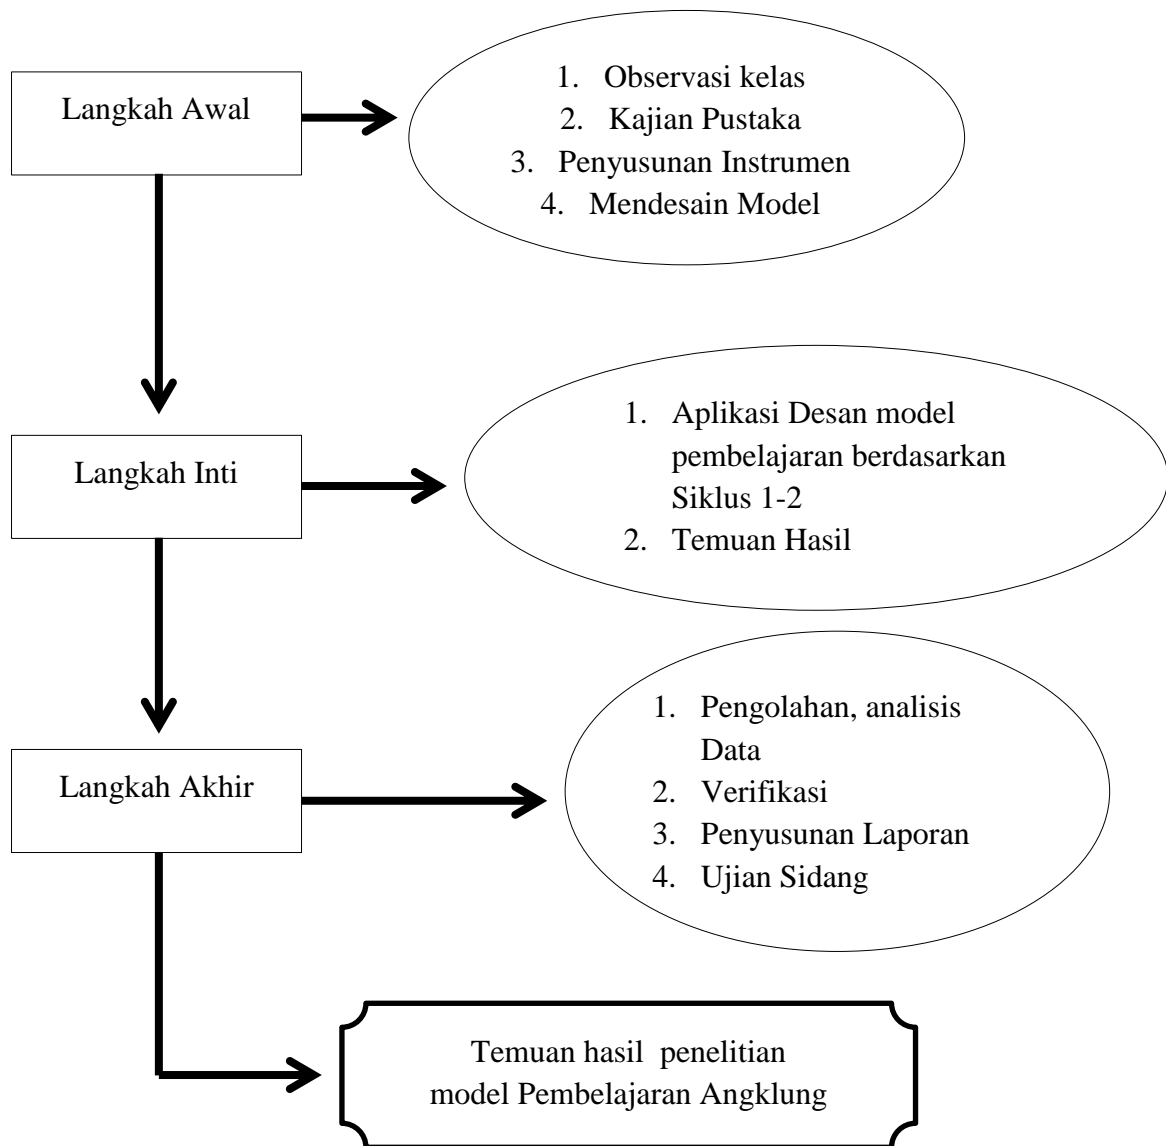 Langkah Awal
1. Observasi kelas
2. Kajian Pustaka
3. Penyusunan Instrumen
4. Mendesain Model
Langkah Inti
1. Aplikasi Desan model
pembelajaran berdasarkan
Siklus 1-2
2. Temuan Hasil
Langkah Akhir
1. Pengolahan, analisis
Data
2. Verifikasi
3. Penyusunan Laporan
4. Ujian Sidang
Temuan hasil penelitian
model Pembelajaran Angklung